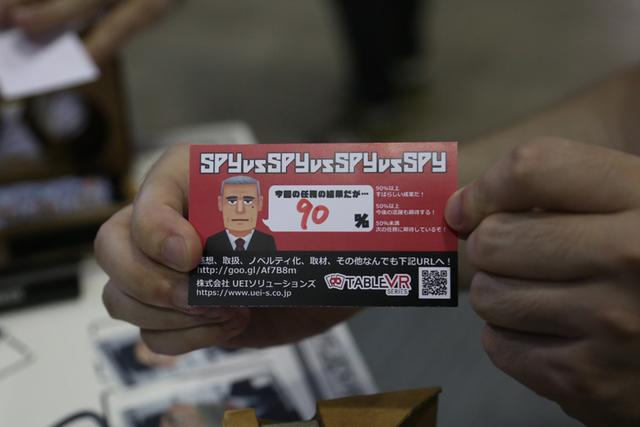 SPYvsSPYvsSPYvsSPY
今回の任務の結果だが…
90 %
90%以上
すばらしい成果だ！
50%以上
今後の活躍も期待する！
50%未満
次の任務に期待しているぞ！
感想、取扱、ノベルティ化、取材、その他なんでも下記URLへ！
http://goo.gl/Af7B8m
株式会社 UEIソリューションズ
https://www.uei-s.co.jp
TABLEVR
SERIES